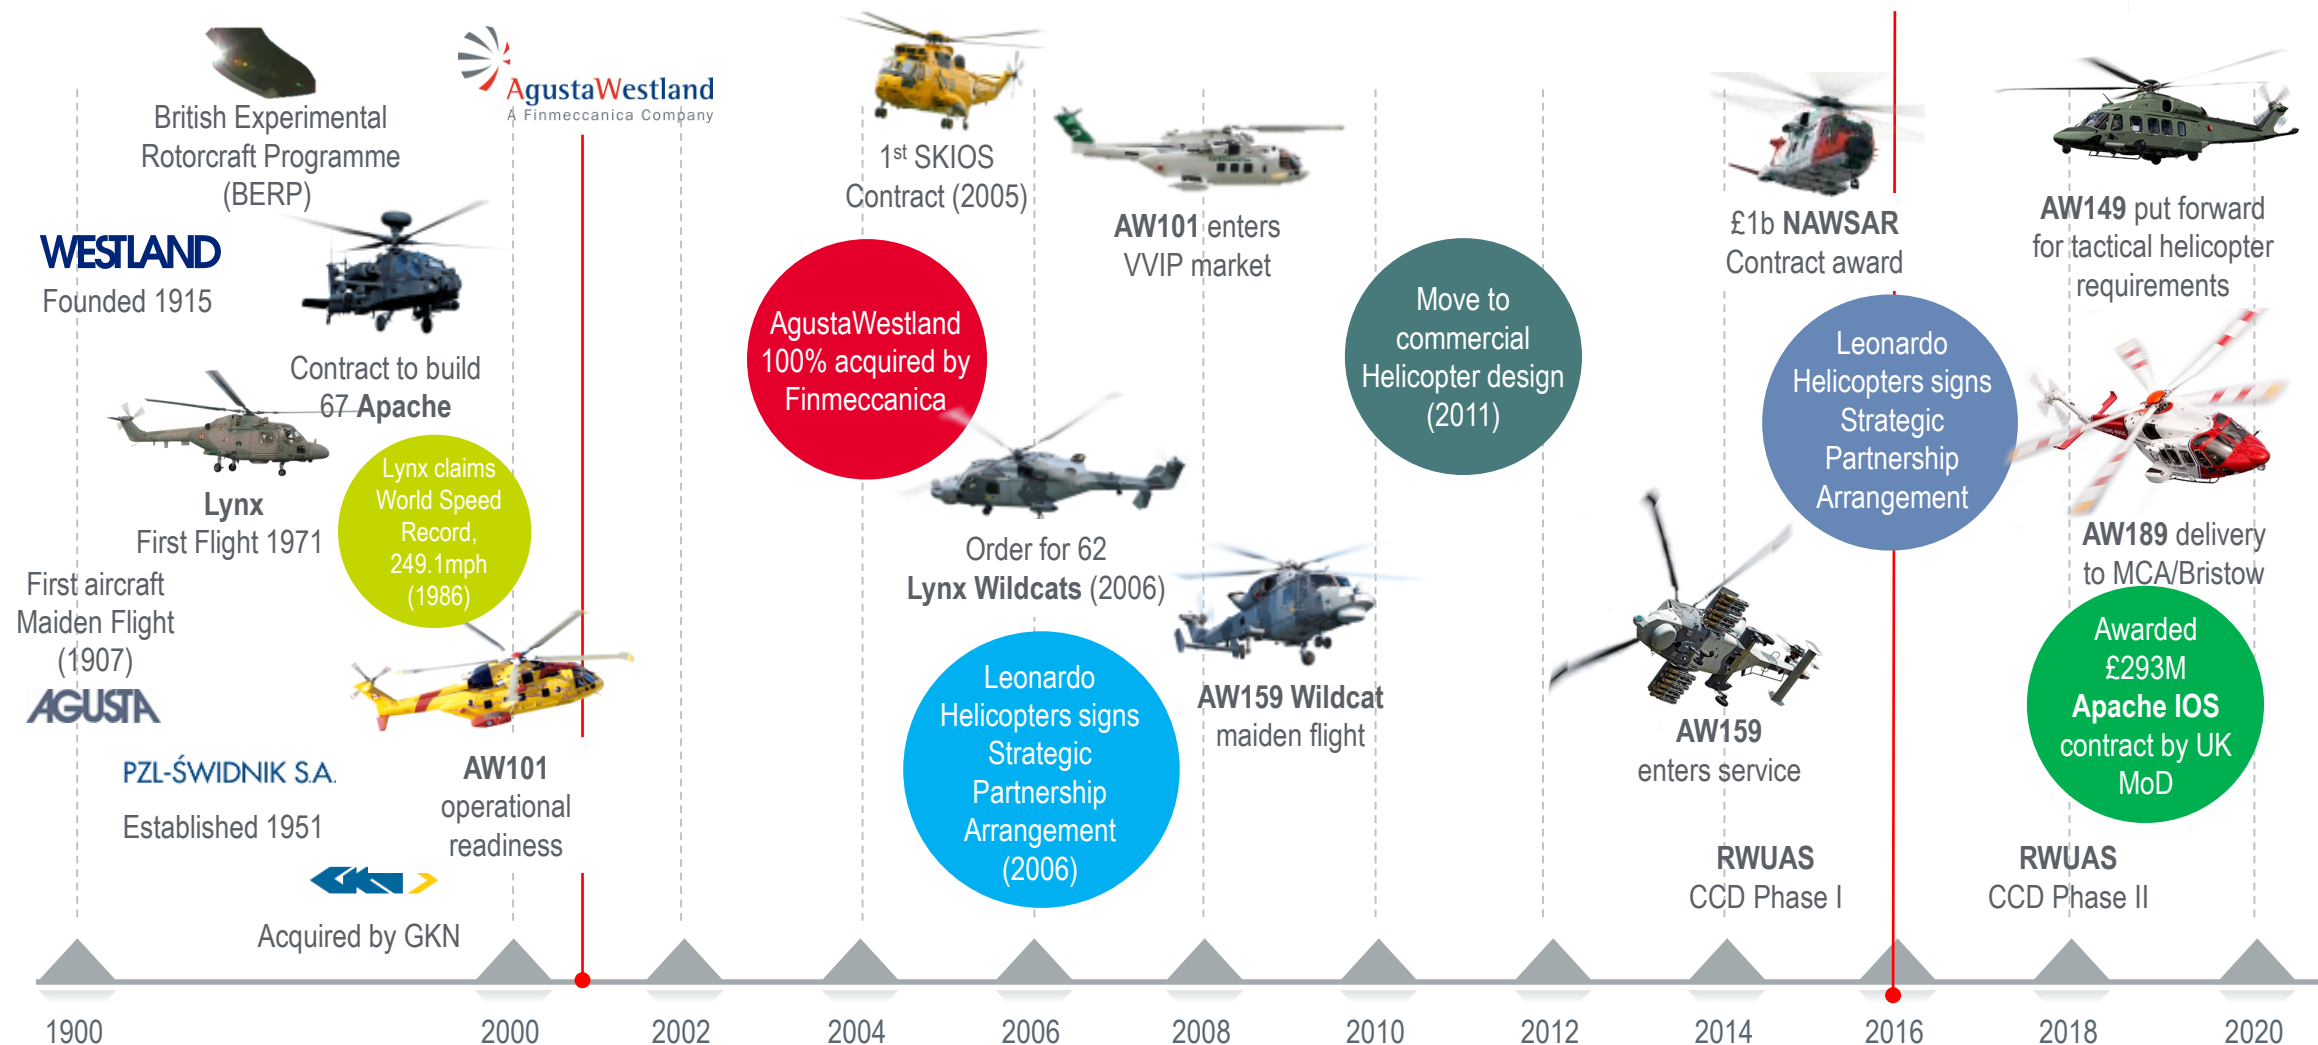 British Experimental
Rotorcraft Programme
(BERP)
WESTLAND
Founded 1915
Contract to build
67 Apache
Lynx
First Flight 1971
Lynx claims
World Speed
Record,
249.1mph
(1986)
First aircraft
Maiden Flight
(1907)
AGUSTA
PZL-ŚWIDNIK S.A.
Established 1951
GKN
Acquired by GKN
AgustaWestland
A Finmeccanica Company
AW101
operational
readiness
1st SKIOS
Contract (2005)
AgustaWestland
100% acquired by
Finmeccanica
Order for 62
Lynx Wildcats (2006)
Leonardo
Helicopters signs
Strategic
Partnership
Arrangement
(2006)
AW101 enters
VVIP market
AW159 Wildcat
maiden flight
Move to
commercial
Helicopter design
(2011)
AW159
enters service
£1b NAWSAR
Contract award
Leonardo
Helicopters signs
Strategic
Partnership
Arrangement
RWUAS
CCD Phase I
AW149 put forward
for tactical helicopter
requirements
AW189 delivery
to MCA/Bristow
Awarded
£293M
Apache IOS
contract by UK
MoD
RWUAS
CCD Phase II
1900
2000
2002
2004
2006
2008
2010
2012
2014
2016
2018
2020